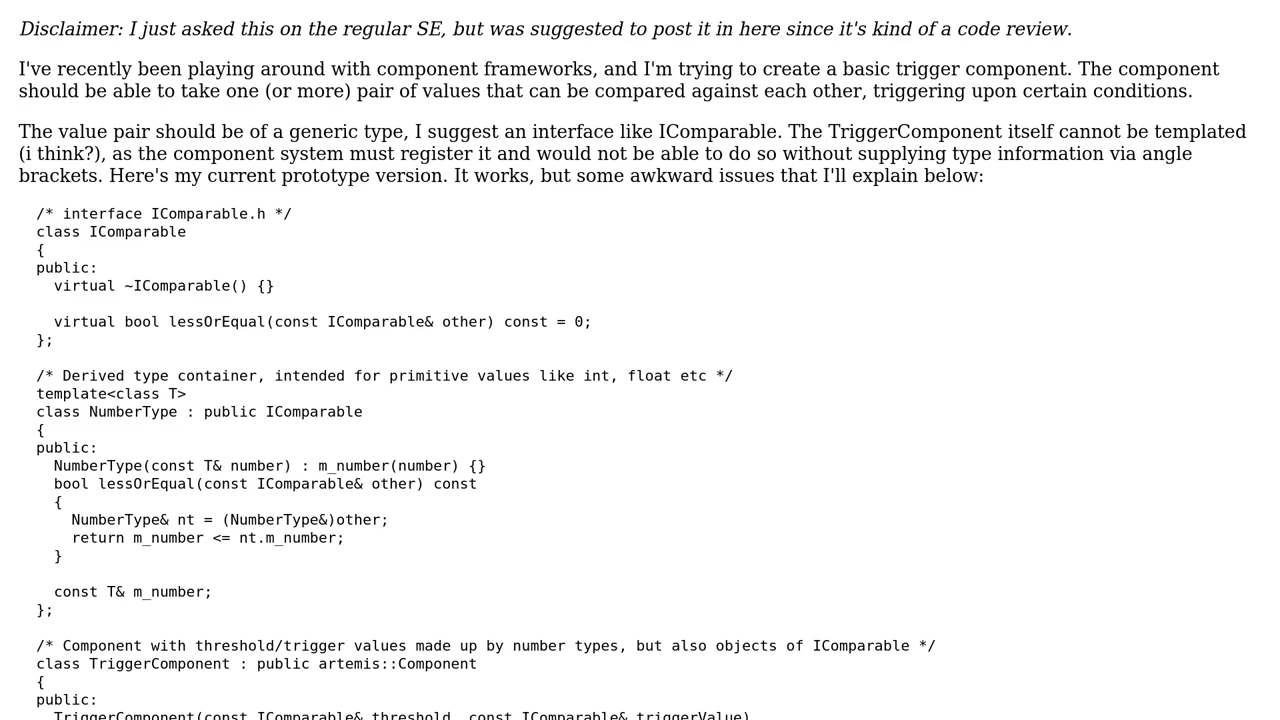 Disclaimer: I just asked this on the regular SE, but was suggested to post it in here since it's kind of a code review.
I've recently been playing around with component frameworks, and I'm trying to create a basic trigger component. The component
should be able to take one (or more) pair of values that can be compared against each other, triggering upon certain conditions.
The value pair should be of a generic type, I suggest an interface like IComparable. The TriggerComponent itself cannot be templated
(i think?), as the component system must register it and would not be able to do so without supplying type information via angle
brackets. Here's my current prototype version. It works, but some awkward issues that I'll explain below:
/* interface IComparable.h */
class IComparable
{
public:
  virtual ~IComparable() {}
  virtual bool lessOrEqual(const IComparable& other) const = 0;
};
/* Derived type container, intended for primitive values like int, float etc */
template<class T>
class NumberType : public IComparable
{
public:
  NumberType(const T& number) : m_number(number) {}
  bool lessOrEqual(const IComparable& other) const
  {
    NumberType& nt = (NumberType&)other;
    return m_number <= nt.m_number;
  }
  const T& m_number;
};
/* Component with threshold/trigger values made up by number types, but also objects of IComparable */
class TriggerComponent : public artemis::Component
{
public:
  TriggerComponent(const IComparable& threshold, const IComparable& triggerValue)